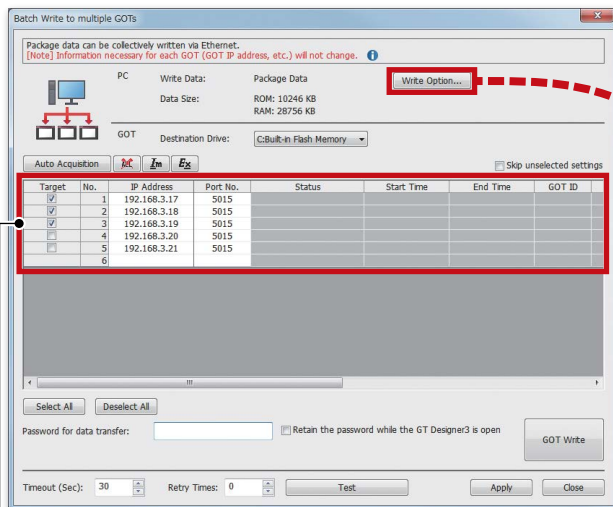 Batch Write to multiple GOTs
Package data can be collectively written via Ethernet.
[Note] Information necessary for each GOT (GOT IP address, etc.) will not change.
PC Write Data: Package Data Write Option...
Data Size: ROM: 10246 KB
RAM: 28756 KB
GOT Destination Drive: C:Built-in Flash Memory
Auto Acquisition Im Ex Skip unselected settings
Target No. IP Address Port No. Status Start Time End Time GOT ID
1 192.168.3.17 5015
2 192.168.3.18 5015
3 192.168.3.19 5015
4 192.168.3.20 5015
5 192.168.3.21 5015
6
Select All Deselect All
Password for data transfer: Retain the password while the GT Designer3 is open
GOT Write
Timeout (Sec): 30 Retry Times: 0 Test Apply Close